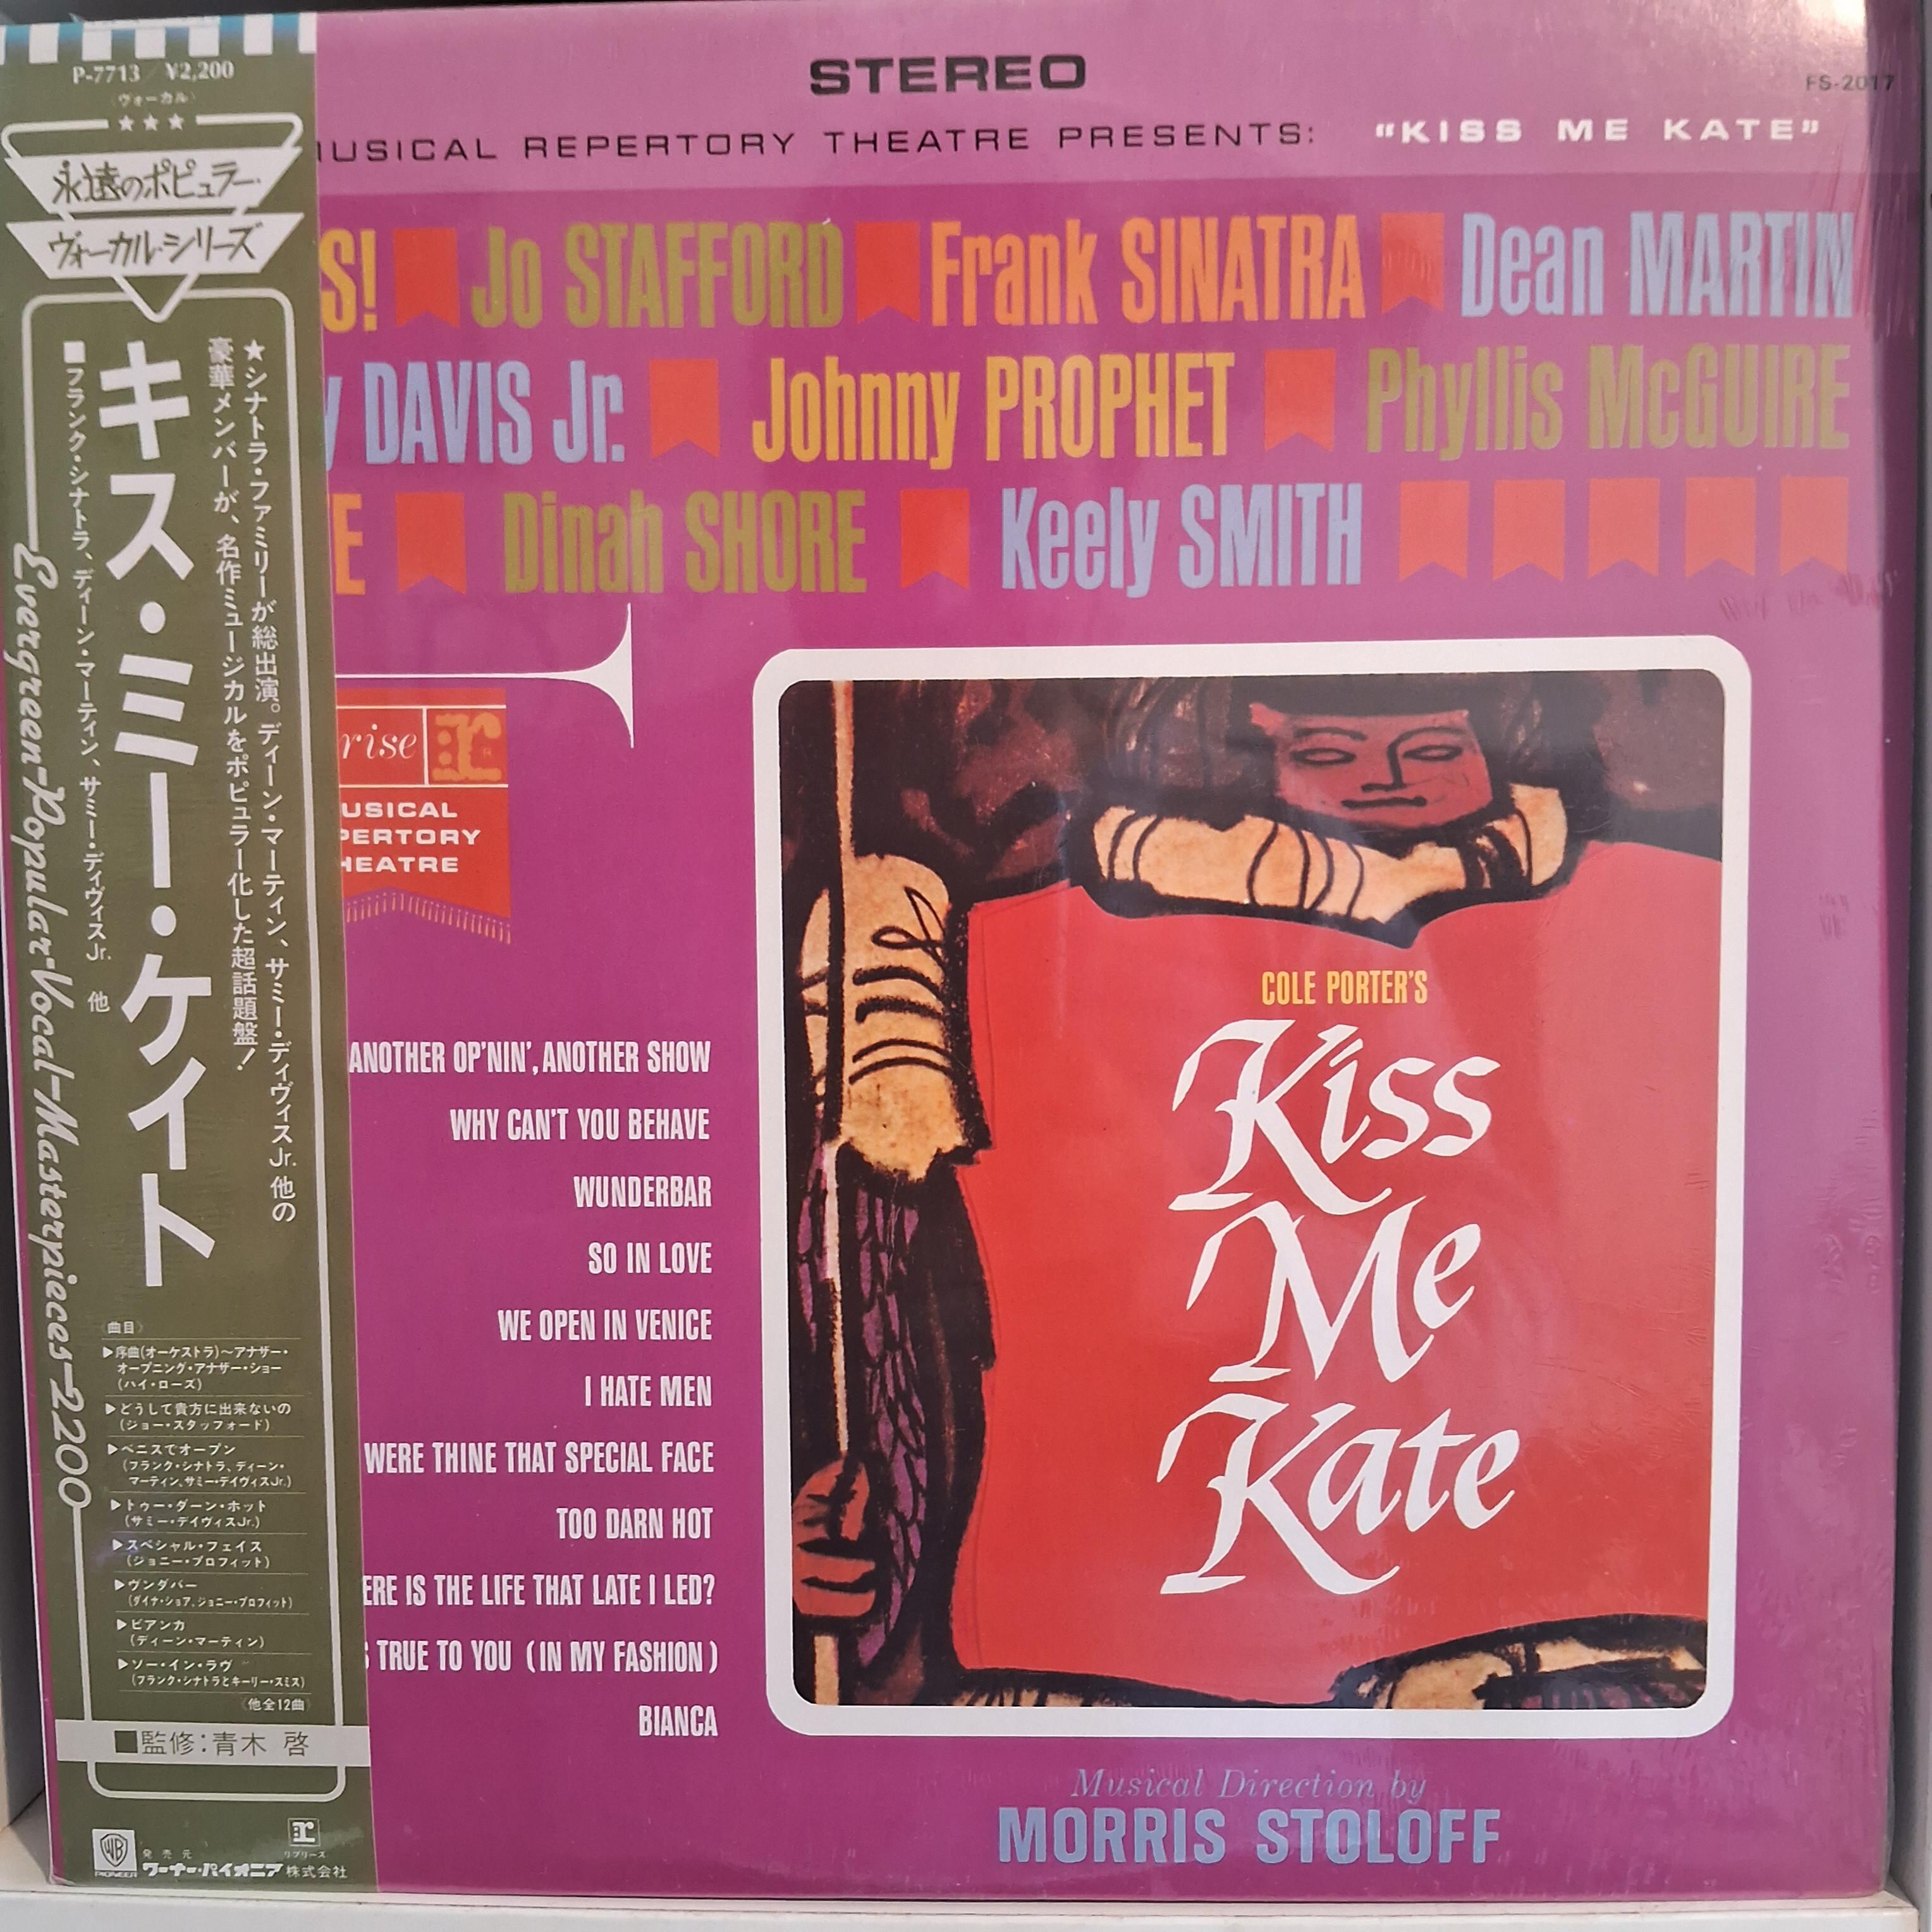 P-7713 / ¥2,200
〈ヴォーカル〉
★★★
永遠のポピュラー・
ヴォーカル・シリーズ
★シナトラ・ファミリーが総出演。ディーン・マーティン、サミー・ディヴィスJr.他の
豪華メンバーが、名作ミュージカルをポピュラー化した超話題盤！
キス・ミー・ケイト
■フランク・シナトラ、ディーン・マーティン、サミー・ディヴィスJr. 他
Evergreen-Popular-Vocal-Masterpieces-2200
〈曲目〉
▶序曲(オーケストラ)〜アナザー・
オープニング・アナザー・ショー
(ハイ・ローズ)
▶どうして貴方に出来ないの
(ジョー・スタッフォード)
▶ベニスでオープン
(フランク・シナトラ、ディーン・
マーティン、サミー・デイヴィスJr.)
▶トゥー・ダーン・ホット
(サミー・デイヴィスJr.)
▶スペシャル・フェイス
(ジョニー・プロフィット)
▶ヴンダバー
(ダイナ・ショア、ジョニー・プロフィット)
▶ビアンカ
(ディーン・マーティン)
▶ソー・イン・ラヴ
(フランク・シナトラとキーリー・スミス)
〈他全12曲〉
■監修：青木 啓
WB
PIONEER
発売元
ワーナー・パイオニア株式会社
r
リプリーズ
STEREO
FS-2017
MUSICAL REPERTORY THEATRE PRESENTS: “KISS ME KATE”
S! Jo STAFFORD Frank SINATRA Dean MARTIN
y DAVIS Jr. Johnny PROPHET Phyllis McGUIRE
E Dinah SHORE Keely SMITH
rise r
USICAL
PERTORY
HEATRE
ANOTHER OP'NIN', ANOTHER SHOW
WHY CAN'T YOU BEHAVE
WUNDERBAR
SO IN LOVE
WE OPEN IN VENICE
I HATE MEN
WERE THINE THAT SPECIAL FACE
TOO DARN HOT
ERE IS THE LIFE THAT LATE I LED?
S TRUE TO YOU (IN MY FASHION)
BIANCA
COLE PORTER'S
Kiss
Me
Kate
Musical Direction by
MORRIS STOLOFF